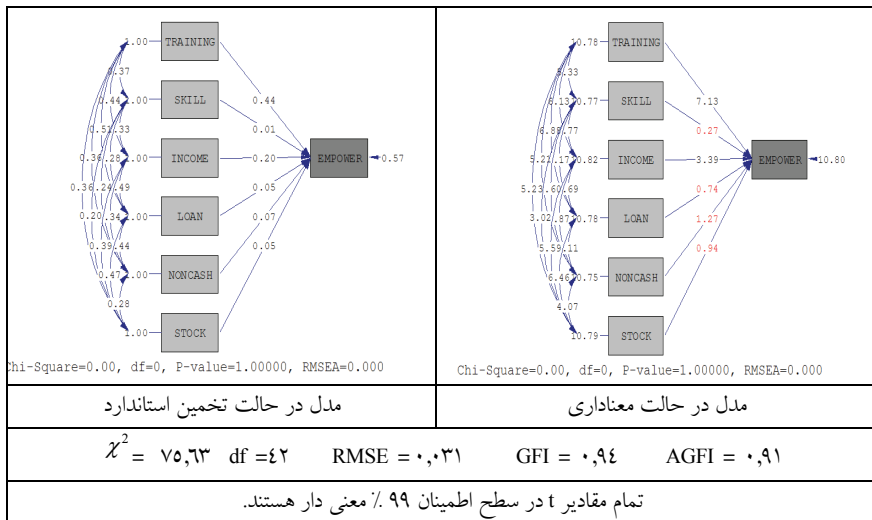 1.00 TRAINING
0.37
0.44
0.44
1.00 SKILL
0.51 .33
0.01
0.36 .28 1.00 INCOME 0.20 EMPOWER 0.57
0.36 .24 .49
0.05
0.20 .34 1.00 LOAN
0.07
0.39 .44
0.05
0.47 1.00 NONCASH
0.28
1.00 STOCK
Chi-Square=0.00, df=0, P-value=1.00000, RMSEA=0.000
10.78 TRAINING
5.33
7.13
6.13 10.77 SKILL
0.27
6.88 .77
5.22 .17 10.82 INCOME 3.39 EMPOWER 10.80
5.23 .60 .69
0.74
3.02 .87 10.78 LOAN
1.27
5.59 .11
0.94
6.46 10.75 NONCASH
4.07
10.79 STOCK
Chi-Square=0.00, df=0, P-value=1.00000, RMSEA=0.000
مدل در حالت معناداری
مدل در حالت تخمین استاندارد
χ² = ۷۵,۶۳ df =٤۲ RMSE = ۰,۰۳۱ GFI = ۰,۹٤ AGFI = ۰,۹۱
تمام مقادیر t در سطح اطمینان ۹۹ ٪ معنی دار هستند.